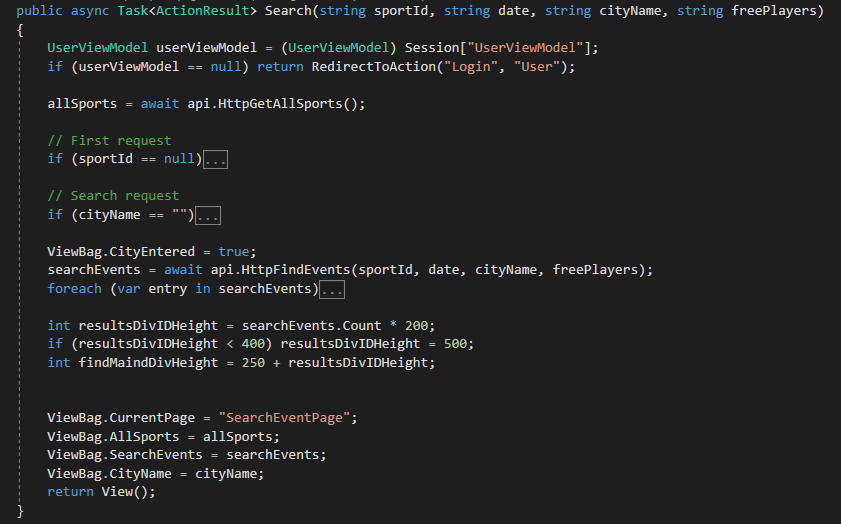 public async Task<ActionResult> Search(string sportId, string date, string cityName, string freePlayers)
{
UserViewModel userViewModel = (UserViewModel) Session["UserViewModel"];
if (userViewModel == null) return RedirectToAction("Login", "User");
allSports = await api.HttpGetAllSports();
// First request
if (sportId == null)...
// Search request
if (cityName == "")...
ViewBag.CityEntered = true;
searchEvents = await api.HttpFindEvents(sportId, date, cityName, freePlayers);
foreach (var entry in searchEvents)...
int resultsDivIDHeight = searchEvents.Count * 200;
if (resultsDivIDHeight < 400) resultsDivIDHeight = 500;
int findMaindDivHeight = 250 + resultsDivIDHeight;
ViewBag.CurrentPage = "SearchEventPage";
ViewBag.AllSports = allSports;
ViewBag.SearchEvents = searchEvents;
ViewBag.CityName = cityName;
return View();
}